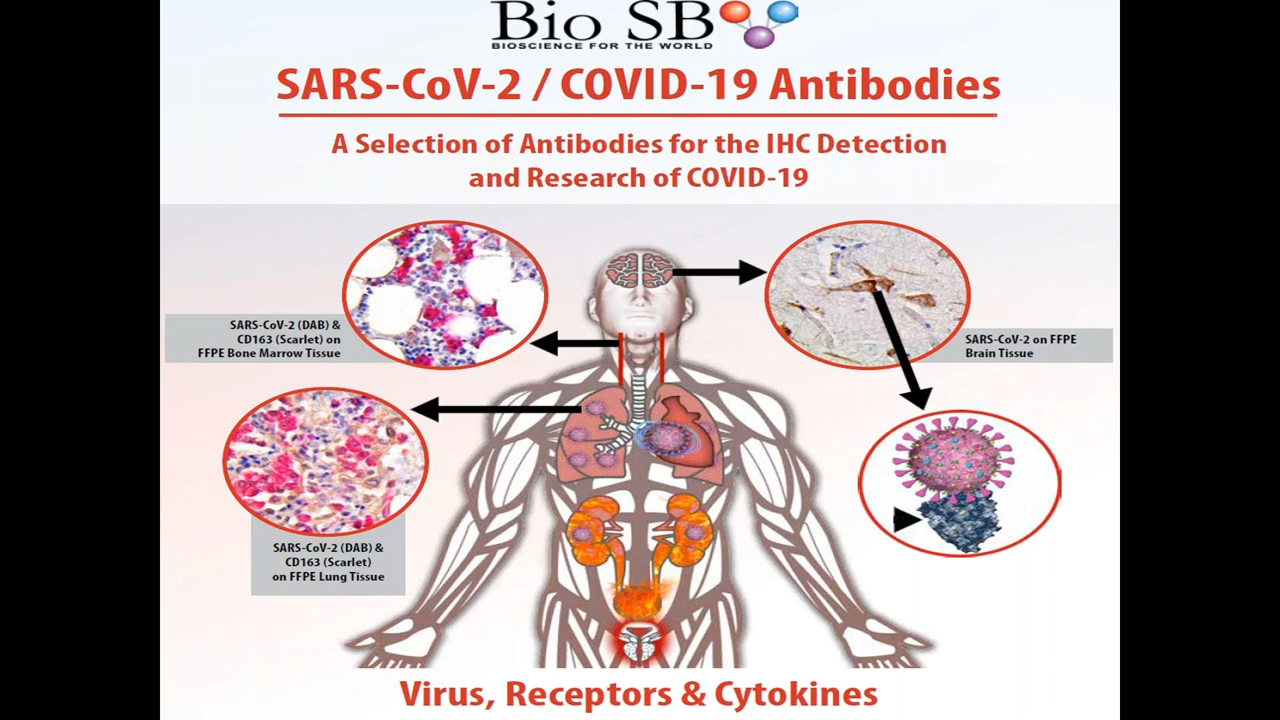 Bio SB
BIOSCIENCE FOR THE WORLD
SARS-CoV-2 / COVID-19 Antibodies
A Selection of Antibodies for the IHC Detection
and Research of COVID-19
SARS-CoV-2 (DAB) &
CD163 (Scarlet) on
FFPE Bone Marrow Tissue
SARS-CoV-2 on FFPE
Brain Tissue
SARS-CoV-2 (DAB) &
CD163 (Scarlet)
on FFPE Lung Tissue
Virus, Receptors & Cytokines